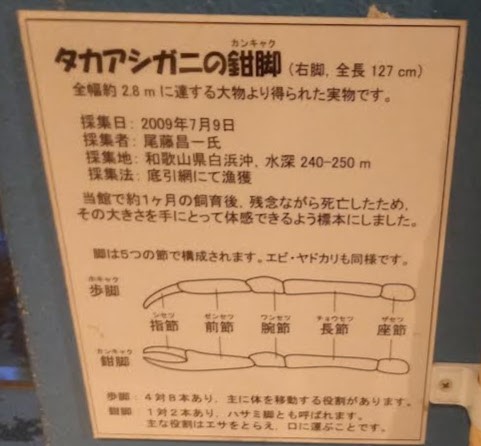 カンキャク
タカアシガニの鉗脚 (右脚, 全長 127 cm)
全幅約 2.8 m に達する大物より得られた実物です。
採集日: 2009年7月9日
採集者: 尾藤昌一氏
採集地: 和歌山県白浜沖, 水深 240-250 m
採集法: 底引網にて漁獲
当館で約1ヶ月の飼育後, 残念ながら死亡したため,
その大きさを手にとって体感できるよう標本にしました。
脚は5つの節で構成されます。エビ・ヤドカリも同様です。
ホキャク
歩脚
シセツ ゼンセツ ワンセツ チョウセツ ザセツ
指節 前節 腕節 長節 座節
カンキャク
鉗脚
歩脚: 4対8本あり, 主に体を移動する役割があります。
鉗脚: 1対2本あり, ハサミ脚とも呼ばれます。
主な役割はエサをとらえ, 口に運ぶことです。